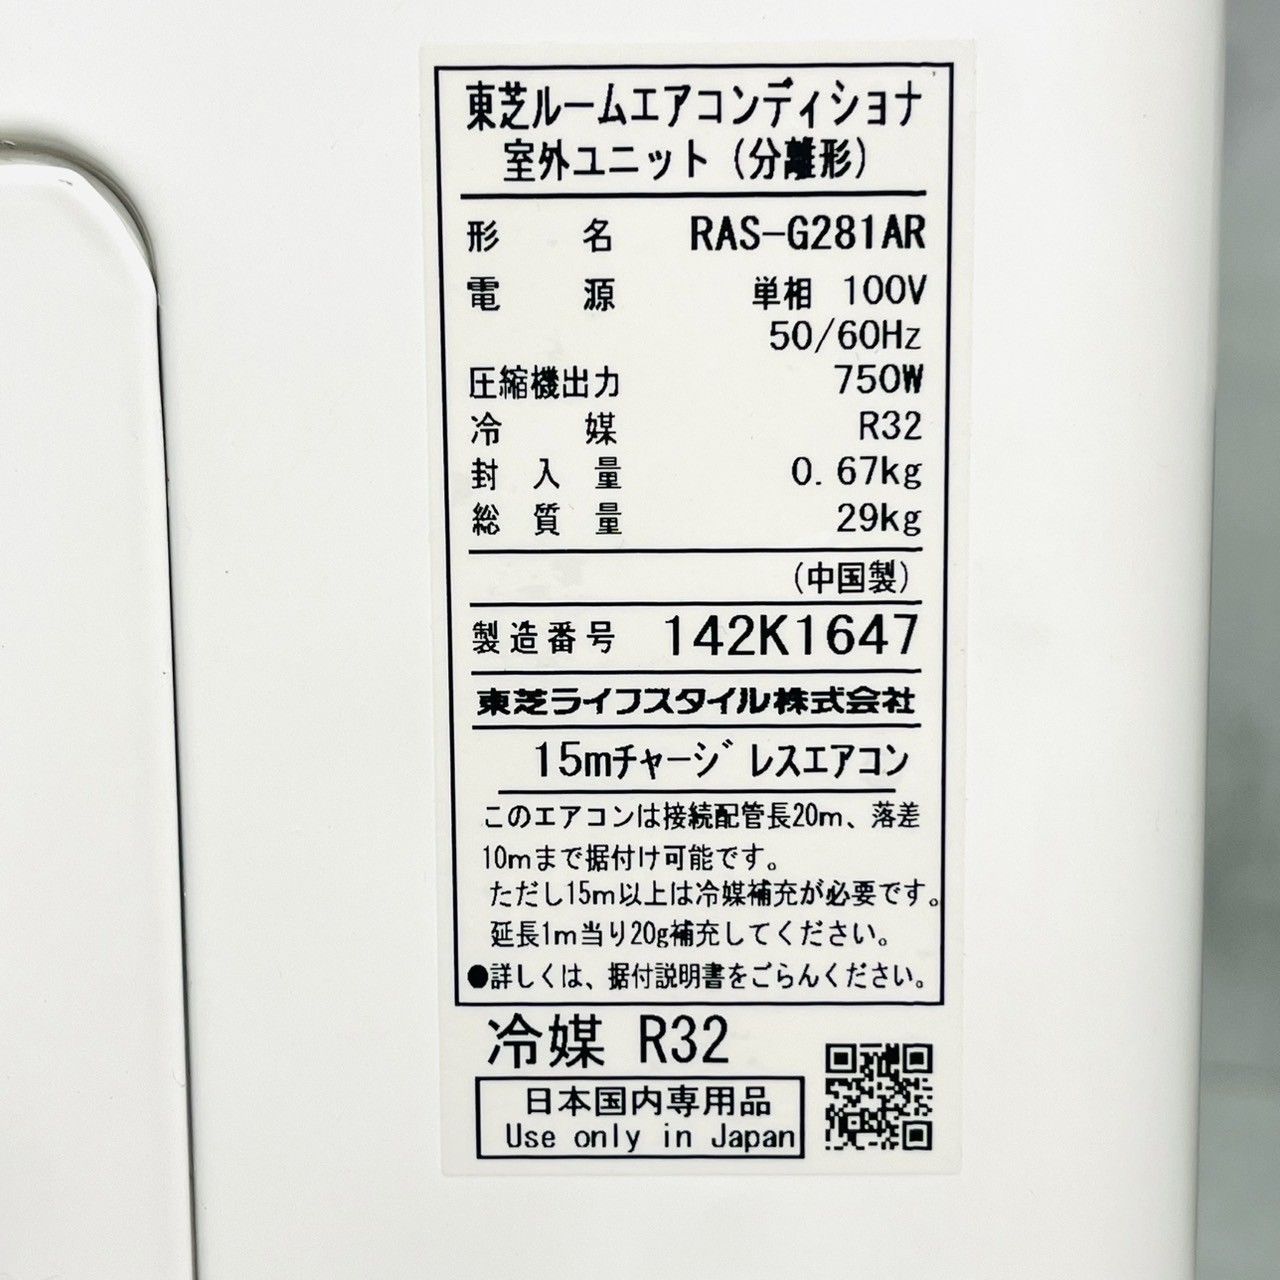 東芝ルームエアコンディショナ
室外ユニット（分離形）
形名 RAS-G281AR
電源 単相 100V
50/60Hz
圧縮機出力 750W
冷媒 R32
封入量 0.67kg
総質量 29kg
（中国製）
製造番号 142K1647
東芝ライフスタイル株式会社
15mチャージレスエアコン
このエアコンは接続配管長20m、落差
10mまで据付け可能です。
ただし15m以上は冷媒補充が必要です。
延長1m当り20g補充してください。
●詳しくは、据付説明書をごらんください。
冷媒 R32
日本国内専用品
Use only in Japan